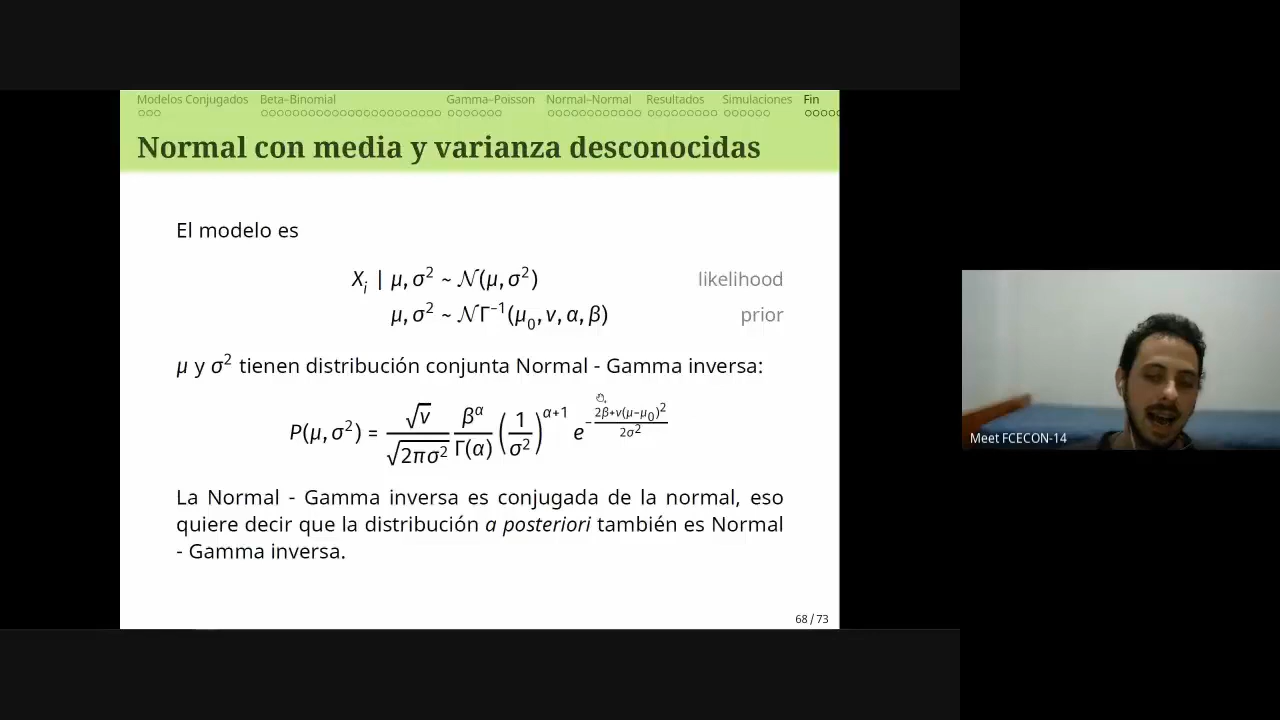 Modelos Conjugados Beta–Binomial Gamma–Poisson Normal–Normal Resultados Simulaciones Fin
Normal con media y varianza desconocidas
El modelo es
X_i | μ, σ² ~ 𝒩(μ, σ²) likelihood
μ, σ² ~ 𝒩Γ⁻¹(μ₀, ν, α, β) prior
μ y σ² tienen distribución conjunta Normal - Gamma inversa:
P(μ, σ²) = √ν/√(2πσ²) β^α/Γ(α) (1/σ²)^(α+1) e^(−(2β+ν(μ−μ₀)²)/(2σ²))
La Normal - Gamma inversa es conjugada de la normal, eso
quiere decir que la distribución a posteriori también es Normal
- Gamma inversa.
68 / 73
Meet FCECON-14